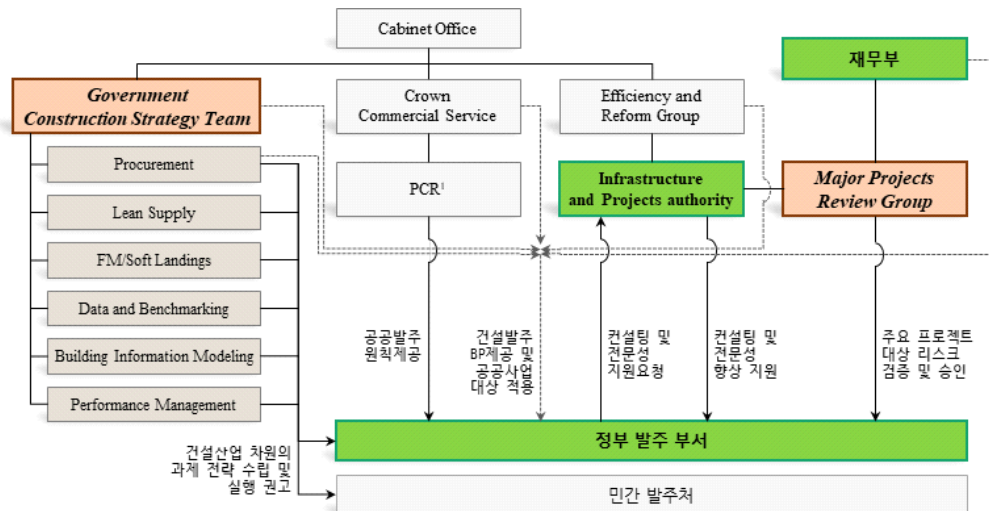 Cabinet Office
재무부
Government
Construction Strategy Team
Crown
Commercial Service
Efficiency and
Reform Group
Procurement
PCR¹
Infrastructure
and Projects authority
Major Projects
Review Group
Lean Supply
FM/Soft Landings
Data and Benchmarking
Building Information Modeling
Performance Management
공공발주
원칙제공
건설발주
BP제공 및
공공사업
대상 적용
컨설팅 및
전문성
지원요청
컨설팅 및
전문성
향상 지원
주요 프로젝트
대상 리스크
검증 및 승인
정부 발주 부서
건설산업 차원의
과제 전략 수립 및
실행 권고
민간 발주처